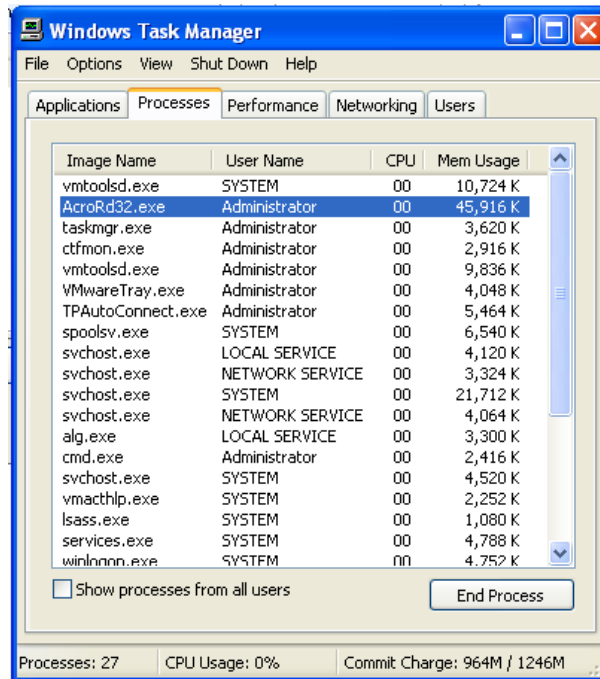 Windows Task Manager
File Options View Shut Down Help
Applications Processes Performance Networking Users
Image Name User Name CPU Mem Usage
vmtoolsd.exe SYSTEM 00 10,724 K
AcroRd32.exe Administrator 00 45,916 K
taskmgr.exe Administrator 00 3,620 K
ctfmon.exe Administrator 00 2,916 K
vmtoolsd.exe Administrator 00 9,836 K
VMwareTray.exe Administrator 00 4,048 K
TPAutoConnect.exe Administrator 00 5,464 K
spoolsv.exe SYSTEM 00 6,540 K
svchost.exe LOCAL SERVICE 00 4,120 K
svchost.exe NETWORK SERVICE 00 3,324 K
svchost.exe SYSTEM 00 21,712 K
svchost.exe NETWORK SERVICE 00 4,064 K
alg.exe LOCAL SERVICE 00 3,300 K
cmd.exe Administrator 00 2,416 K
svchost.exe SYSTEM 00 4,520 K
vmacthlp.exe SYSTEM 00 2,252 K
lsass.exe SYSTEM 00 1,080 K
services.exe SYSTEM 00 4,788 K
winlogon.exe SYSTEM 00 4,752 K
Show processes from all users End Process
Processes: 27 CPU Usage: 0% Commit Charge: 964M / 1246M